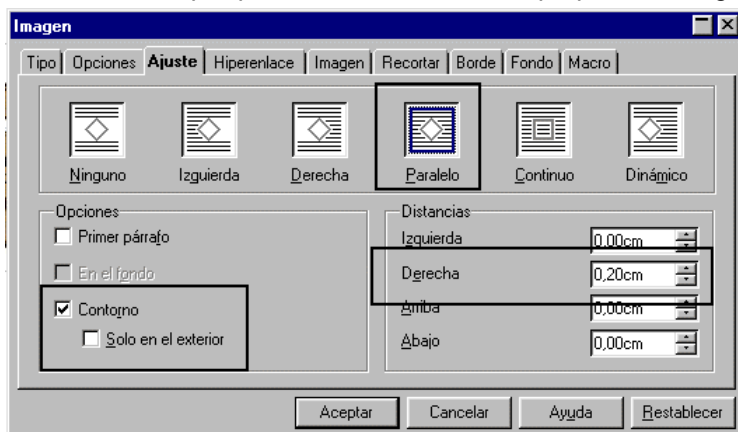 Imagen
Tipo Opciones Ajuste Hiperenlace Imagen Recortar Borde Fondo Macro
Ninguno Izquierda Derecha Paralelo Continuo Dinámico
Opciones
Primer párrafo
En el fondo
Contorno
Solo en el exterior
Distancias
Izquierda 0,00cm
Derecha 0,20cm
Arriba 0,00cm
Abajo 0,00cm
Aceptar Cancelar Ayuda Restablecer